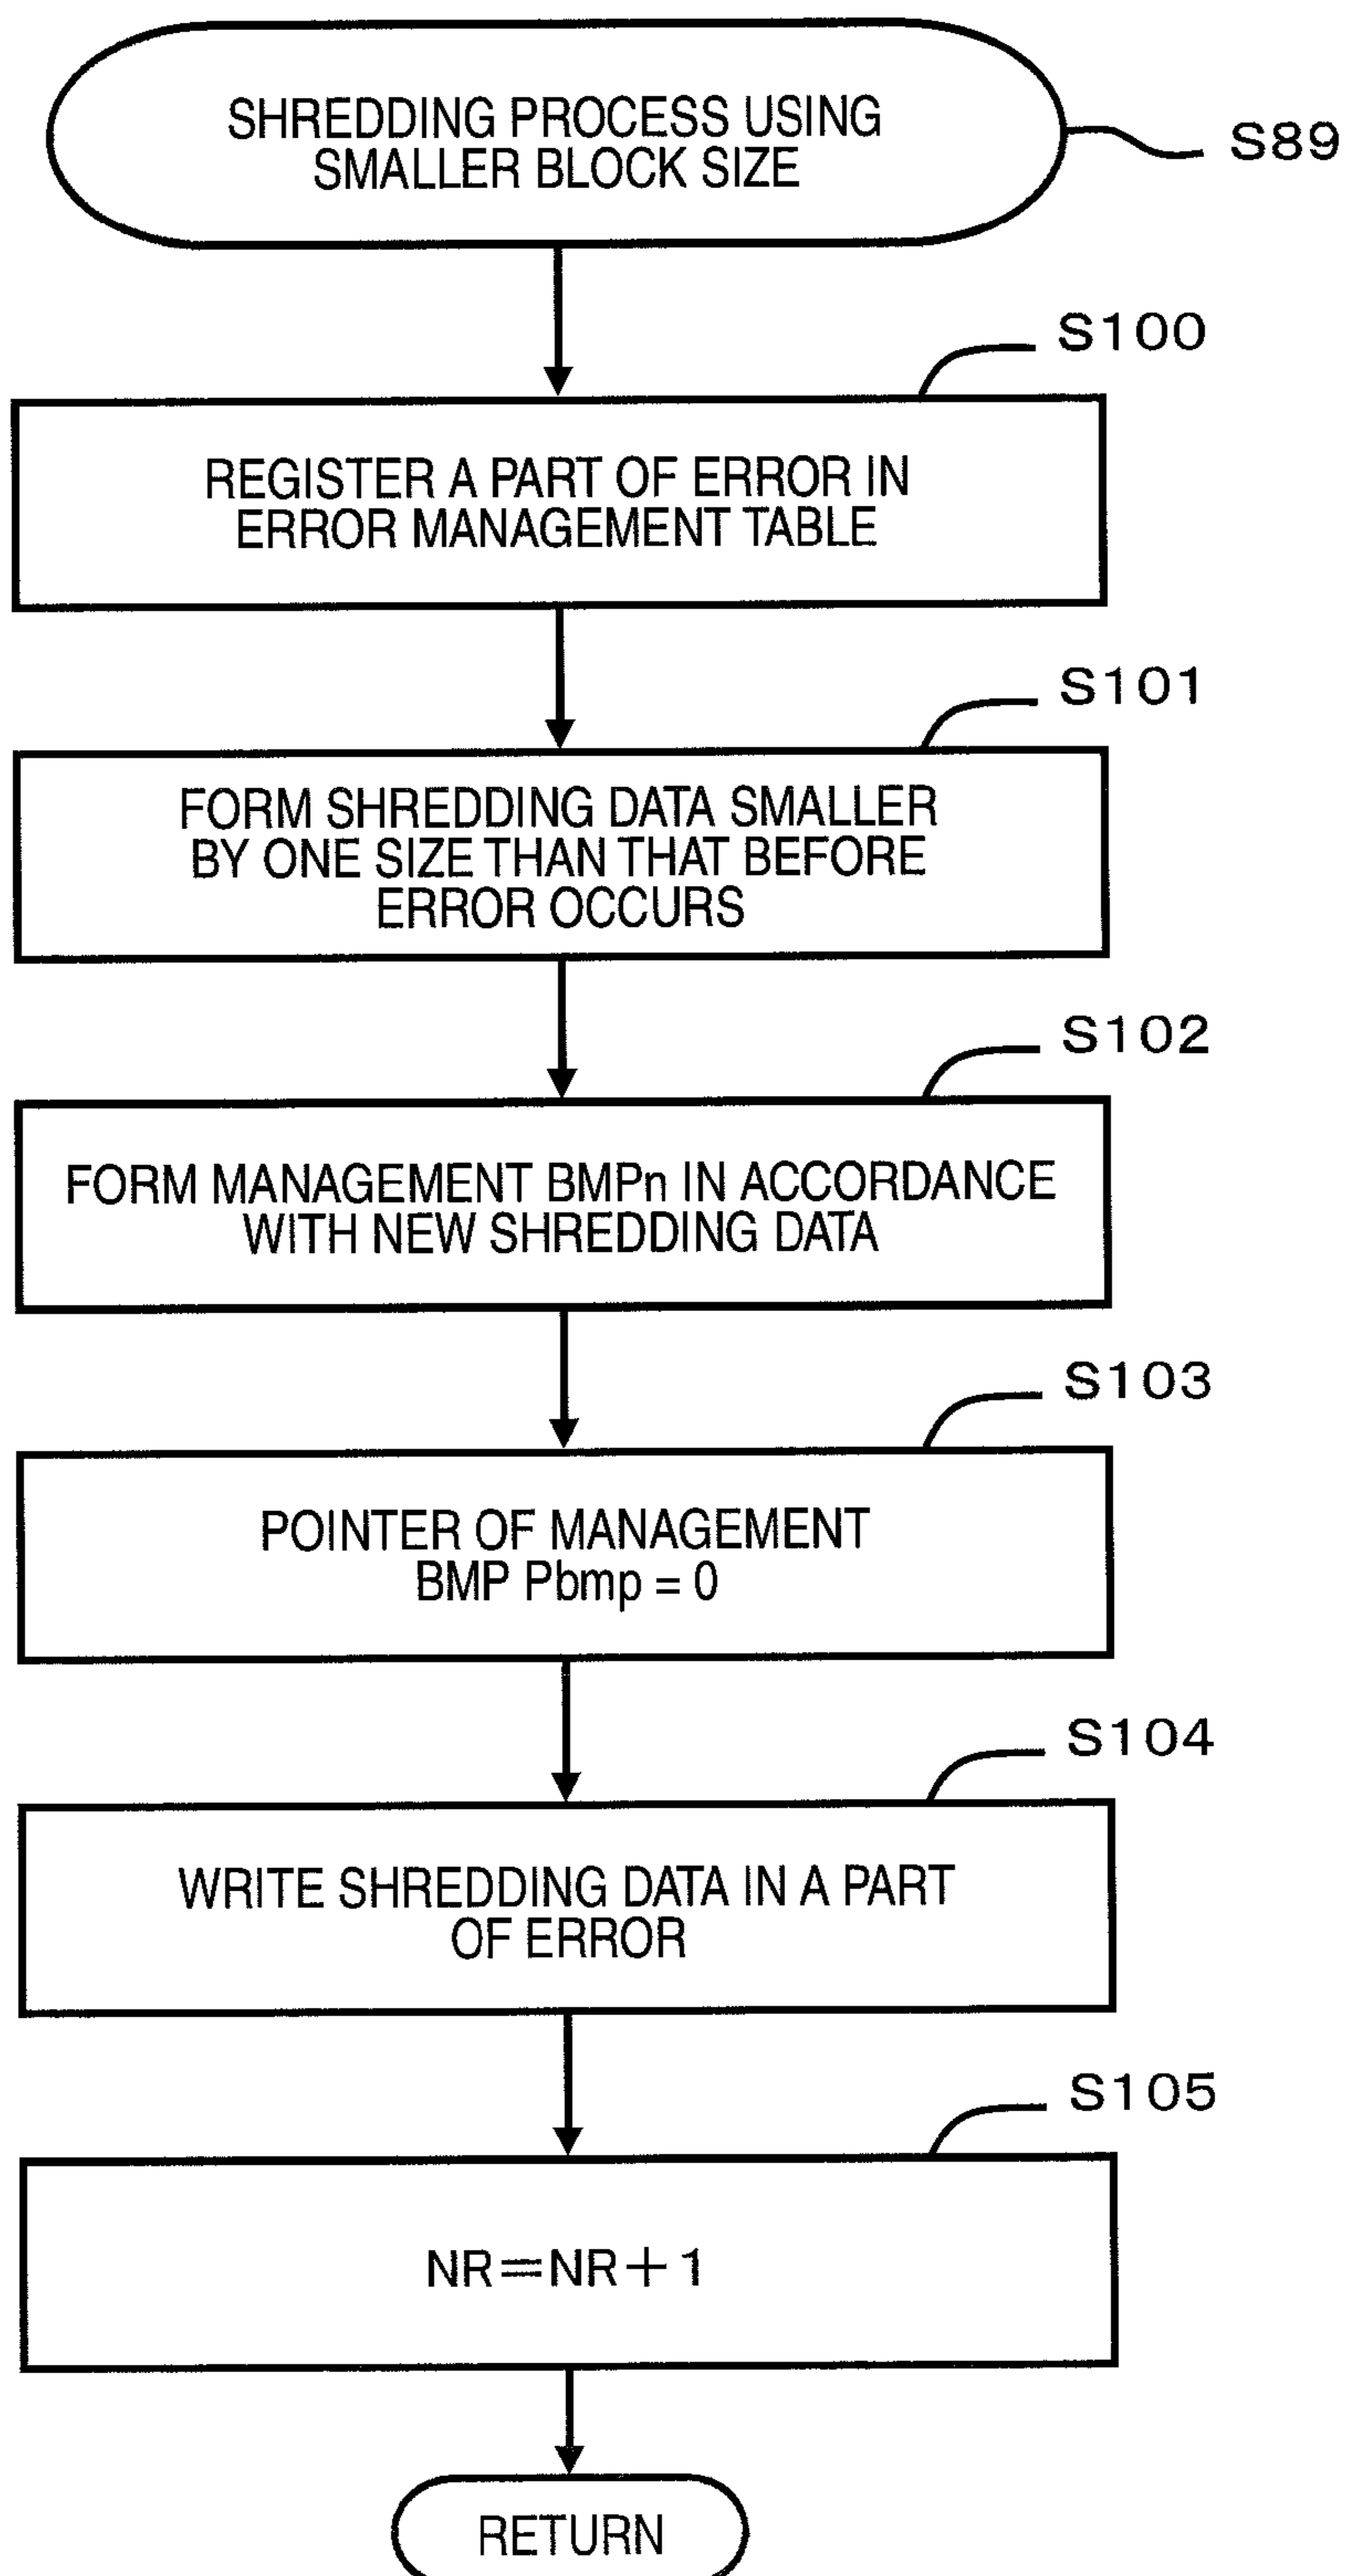 SHREDDING PROCESS USING
SMALLER BLOCK SIZE
S89
S100
REGISTER A PART OF ERROR IN
ERROR MANAGEMENT TABLE
S101
FORM SHREDDING DATA SMALLER
BY ONE SIZE THAN THAT BEFORE
ERROR OCCURS
S102
FORM MANAGEMENT BMPn IN ACCORDANCE
WITH NEW SHREDDING DATA
S103
POINTER OF MANAGEMENT
BMP Pbmp = 0
S104
WRITE SHREDDING DATA IN A PART
OF ERROR
S105
NR=NR+1
RETURN